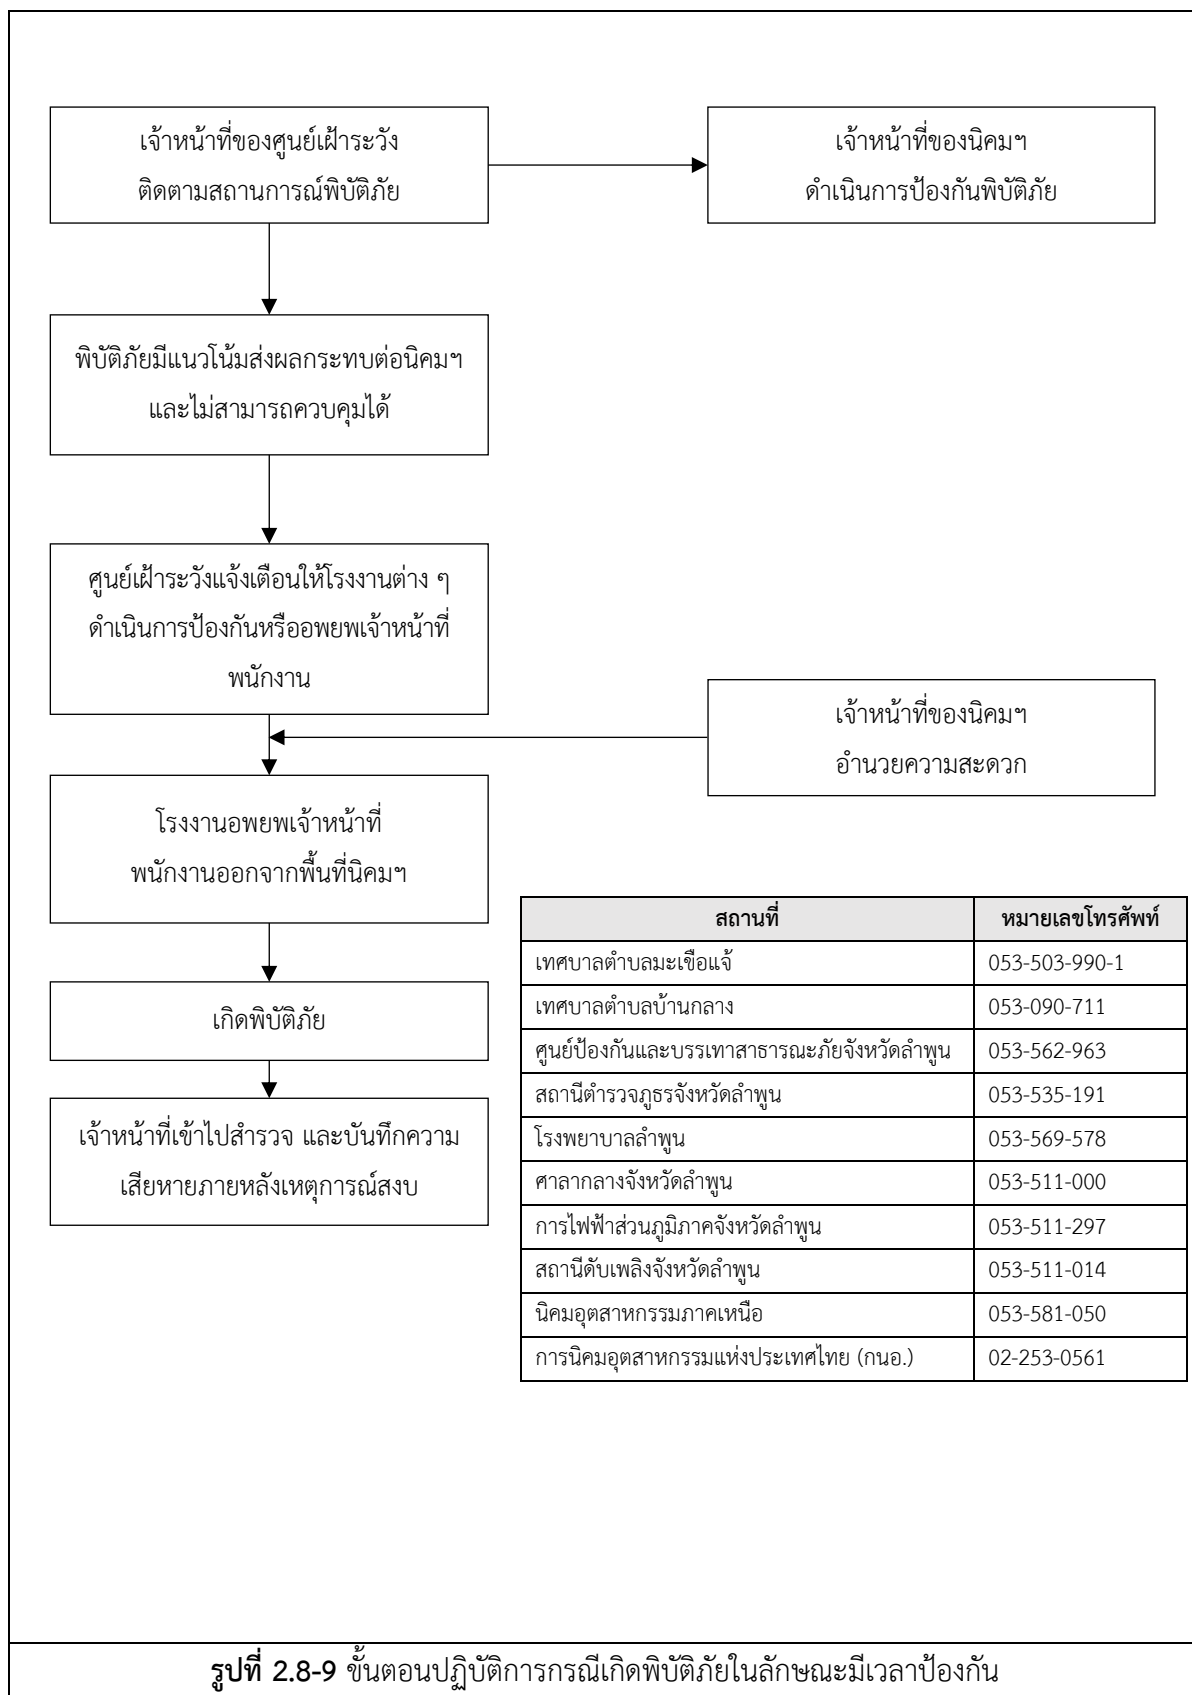 เจ้าหน้าที่ของศูนย์เฝ้าระวัง
ติดตามสถานการณ์พิบัติภัย
เจ้าหน้าที่ของนิคมฯ
ดำเนินการป้องกันพิบัติภัย
พิบัติภัยมีแนวโน้มส่งผลกระทบต่อนิคมฯ
และไม่สามารถควบคุมได้
ศูนย์เฝ้าระวังแจ้งเตือนให้โรงงานต่าง ๆ
ดำเนินการป้องกันหรืออพยพเจ้าหน้าที่
พนักงาน
เจ้าหน้าที่ของนิคมฯ
อำนวยความสะดวก
โรงงานอพยพเจ้าหน้าที่
พนักงานออกจากพื้นที่นิคมฯ
เกิดพิบัติภัย
เจ้าหน้าที่เข้าไปสำรวจ และบันทึกความ
เสียหายภายหลังเหตุการณ์สงบ
สถานที่ หมายเลขโทรศัพท์
เทศบาลตำบลมะเขือแจ้ 053-503-990-1
เทศบาลตำบลบ้านกลาง 053-090-711
ศูนย์ป้องกันและบรรเทาสาธารณะภัยจังหวัดลำพูน 053-562-963
สถานีตำรวจภูธรจังหวัดลำพูน 053-535-191
โรงพยาบาลลำพูน 053-569-578
ศาลากลางจังหวัดลำพูน 053-511-000
การไฟฟ้าส่วนภูมิภาคจังหวัดลำพูน 053-511-297
สถานีดับเพลิงจังหวัดลำพูน 053-511-014
นิคมอุตสาหกรรมภาคเหนือ 053-581-050
การนิคมอุตสาหกรรมแห่งประเทศไทย (กนอ.) 02-253-0561
รูปที่ 2.8-9 ขั้นตอนปฏิบัติการกรณีเกิดพิบัติภัยในลักษณะมีเวลาป้องกัน